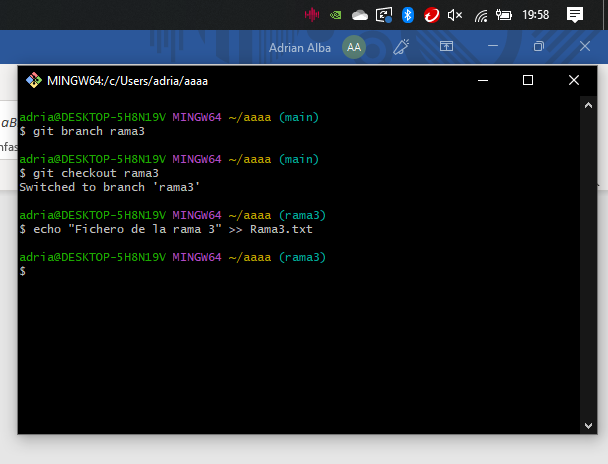 19:58
Adrian Alba AA
MINGW64:/c/Users/adria/aaaa
aB
nfas
adria@DESKTOP-5H8N19V MINGW64 ~/aaaa (main)
$ git branch rama3
adria@DESKTOP-5H8N19V MINGW64 ~/aaaa (main)
$ git checkout rama3
Switched to branch 'rama3'
adria@DESKTOP-5H8N19V MINGW64 ~/aaaa (rama3)
$ echo "Fichero de la rama 3" >> Rama3.txt
adria@DESKTOP-5H8N19V MINGW64 ~/aaaa (rama3)
$